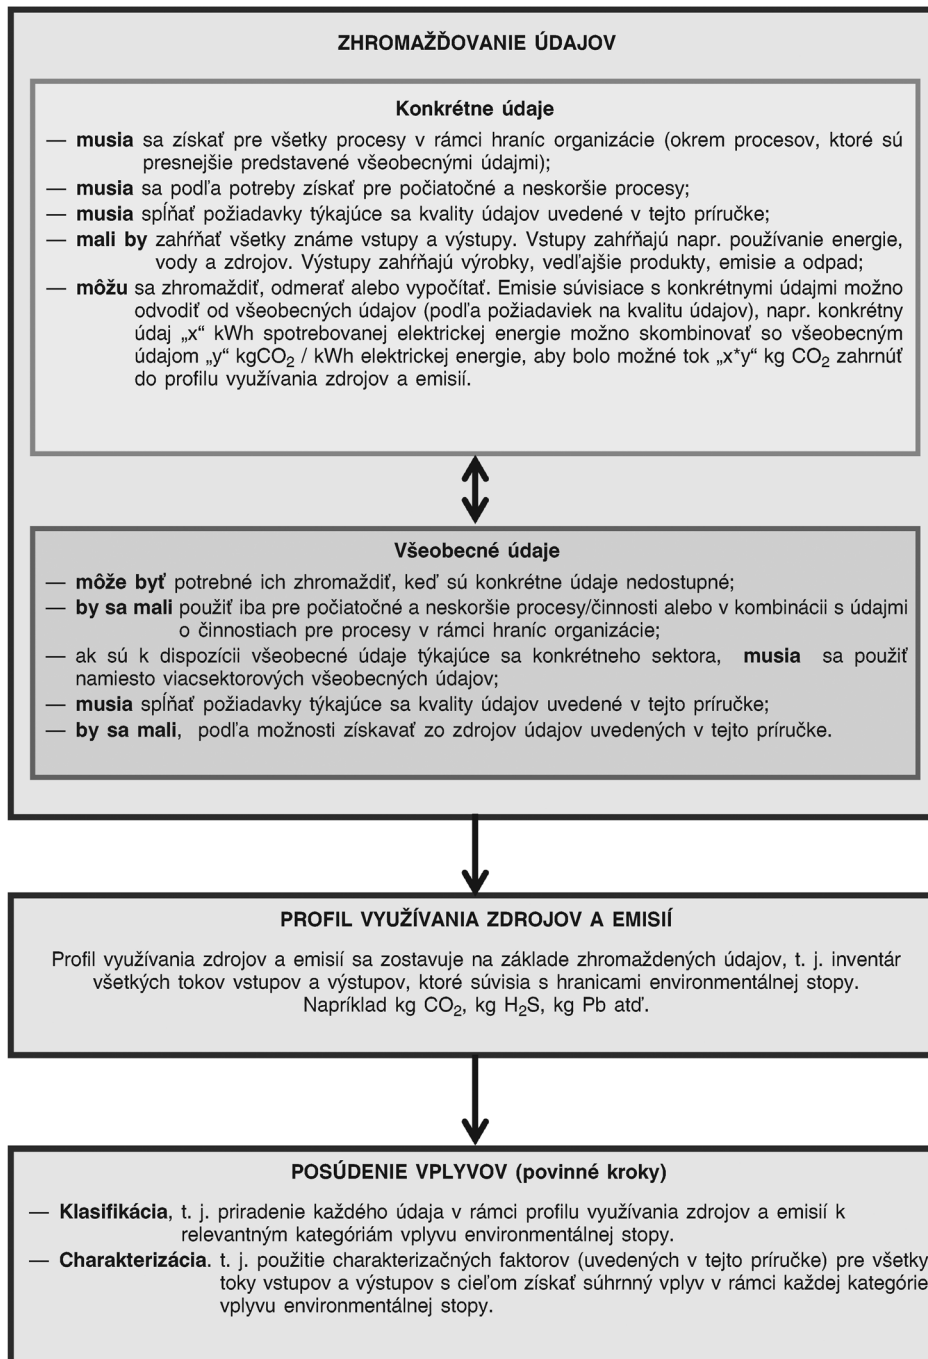 ZHROMAŽĎOVANIE ÚDAJOV
Konkrétne údaje
— musia sa získať pre všetky procesy v rámci hraníc organizácie (okrem procesov, ktoré sú
presnejšie predstavené všeobecnými údajmi);
— musia sa podľa potreby získať pre počiatočné a neskoršie procesy;
— musia spĺňať požiadavky týkajúce sa kvality údajov uvedené v tejto príručke;
— mali by zahŕňať všetky známe vstupy a výstupy. Vstupy zahŕňajú napr. používanie energie,
vody a zdrojov. Výstupy zahŕňajú výrobky, vedľajšie produkty, emisie a odpad;
— môžu sa zhromaždiť, odmerať alebo vypočítať. Emisie súvisiace s konkrétnymi údajmi možno
odvodiť od všeobecných údajov (podľa požiadaviek na kvalitu údajov), napr. konkrétny
údaj „x“ kWh spotrebovanej elektrickej energie možno skombinovať so všeobecným
údajom „y“ kgCO₂ / kWh elektrickej energie, aby bolo možné tok „x*y“ kg CO₂ zahrnúť
do profilu využívania zdrojov a emisií.
Všeobecné údaje
— môže byť potrebné ich zhromaždiť, keď sú konkrétne údaje nedostupné;
— by sa mali použiť iba pre počiatočné a neskoršie procesy/činnosti alebo v kombinácii s údajmi
o činnostiach pre procesy v rámci hraníc organizácie;
— ak sú k dispozícii všeobecné údaje týkajúce sa konkrétneho sektora, musia sa použiť
namiesto viacsektorových všeobecných údajov;
— musia spĺňať požiadavky týkajúce sa kvality údajov uvedené v tejto príručke;
— by sa mali, podľa možnosti získavať zo zdrojov údajov uvedených v tejto príručke.
PROFIL VYUŽÍVANIA ZDROJOV A EMISIÍ
Profil využívania zdrojov a emisií sa zostavuje na základe zhromaždených údajov, t. j. inventár
všetkých tokov vstupov a výstupov, ktoré súvisia s hranicami environmentálnej stopy.
Napríklad kg CO₂, kg H₂S, kg Pb atď.
POSÚDENIE VPLYVOV (povinné kroky)
— Klasifikácia, t. j. priradenie každého údaja v rámci profilu využívania zdrojov a emisií k
relevantným kategóriám vplyvu environmentálnej stopy.
— Charakterizácia. t. j. použitie charakterizačných faktorov (uvedených v tejto príručke) pre všetky
toky vstupov a výstupov s cieľom získať súhrnný vplyv v rámci každej kategórie
vplyvu environmentálnej stopy.